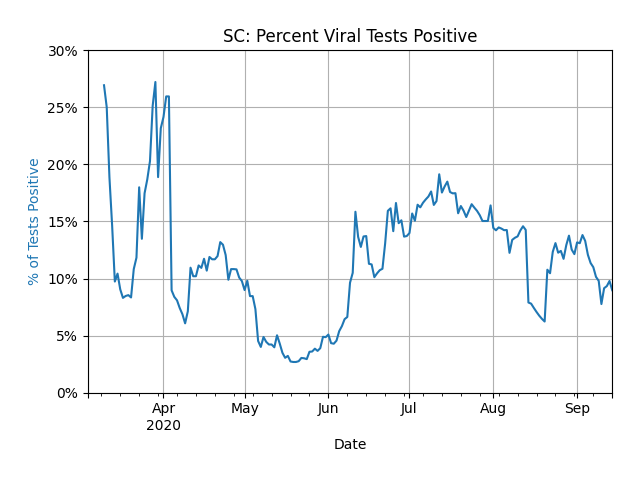 SC: Percent Viral Tests Positive
30%
25%
20%
15%
10%
5%
0%
% of Tests Positive
Apr
2020
May
Jun
Jul
Aug
Sep
Date